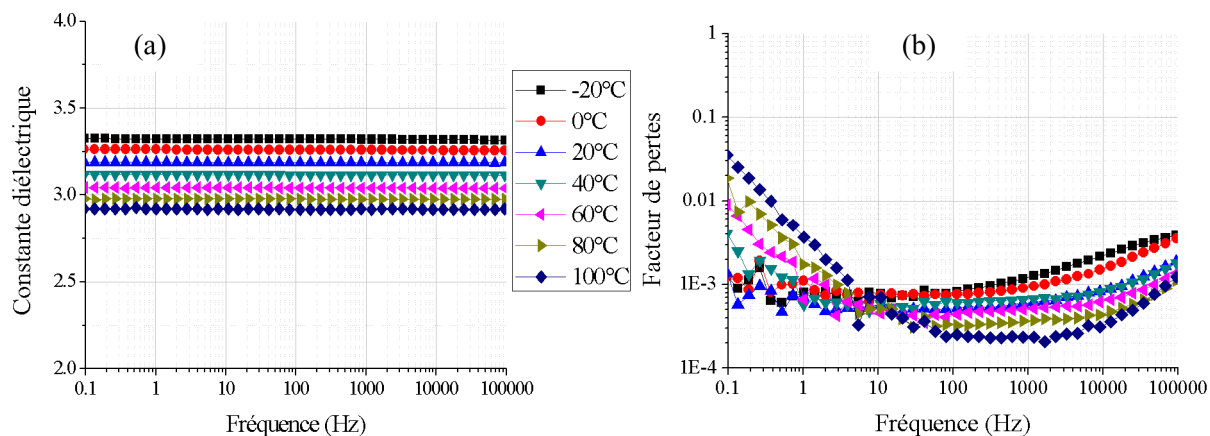 (a)
Constante diélectrique
4.0
3.5
3.0
2.5
2.0
0.1 1 10 100 1000 10000 100000
Fréquence (Hz)
-20°C
0°C
20°C
40°C
60°C
80°C
100°C
(b)
Facteur de pertes
1
0.1
0.01
1E-3
1E-4
0.1 1 10 100 1000 10000 100000
Fréquence (Hz)